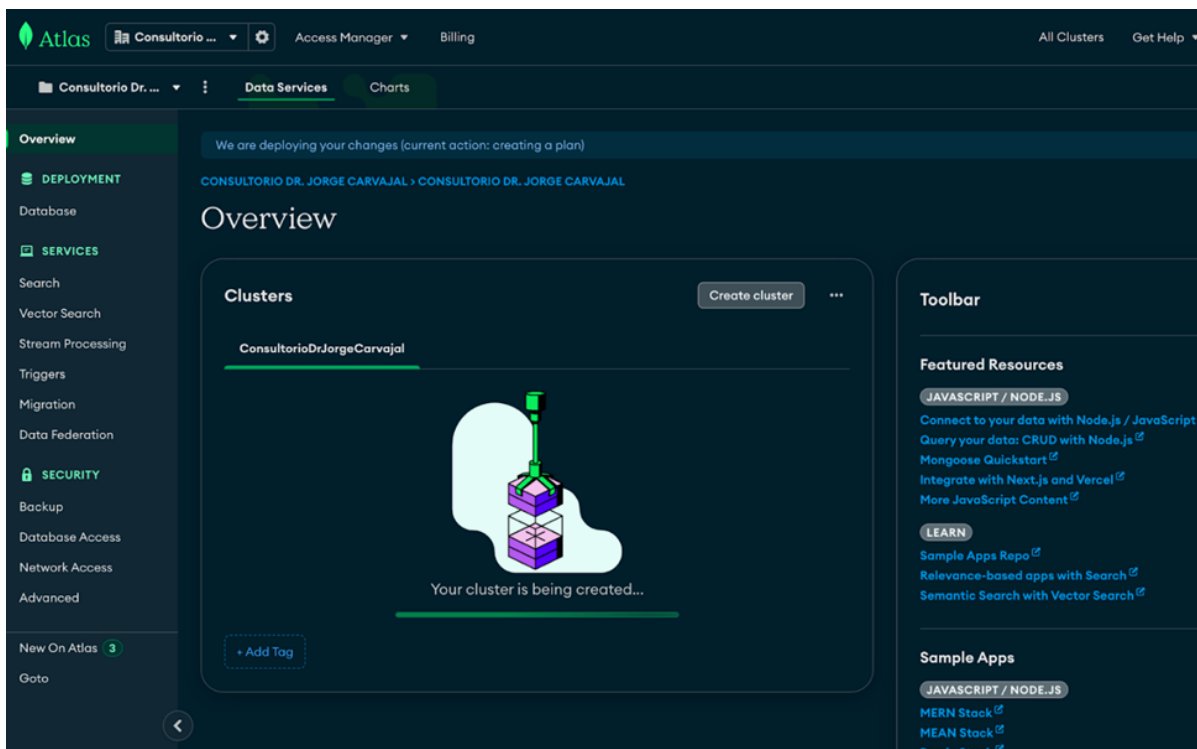 Atlas
Consultorio ...
Access Manager
Billing
All Clusters
Get Help
Consultorio Dr. ...
Data Services
Charts
Overview
DEPLOYMENT
Database
SERVICES
Search
Vector Search
Stream Processing
Triggers
Migration
Data Federation
SECURITY
Backup
Database Access
Network Access
Advanced
New On Atlas 3
Goto
We are deploying your changes (current action: creating a plan)
CONSULTORIO DR. JORGE CARVAJAL > CONSULTORIO DR. JORGE CARVAJAL
Overview
Clusters
Create cluster
ConsultorioDrJorgeCarvajal
Your cluster is being created...
+ Add Tag
Toolbar
Featured Resources
JAVASCRIPT / NODE.JS
Connect to your data with Node.js / JavaScript
Query your data: CRUD with Node.js
Mongoose Quickstart
Integrate with Next.js and Vercel
More JavaScript Content
LEARN
Sample Apps Repo
Relevance-based apps with Search
Semantic Search with Vector Search
Sample Apps
JAVASCRIPT / NODE.JS
MERN Stack
MEAN Stack